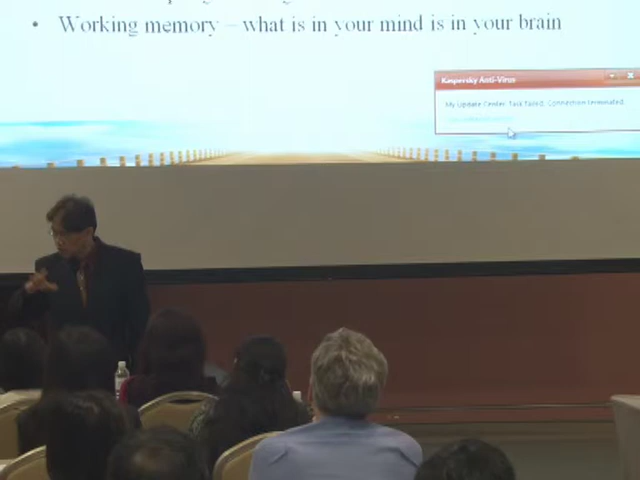 • Working memory – what is in your mind is in your brain
Kaspersky Anti-Virus
My Update Center: Task failed. Connection terminated.